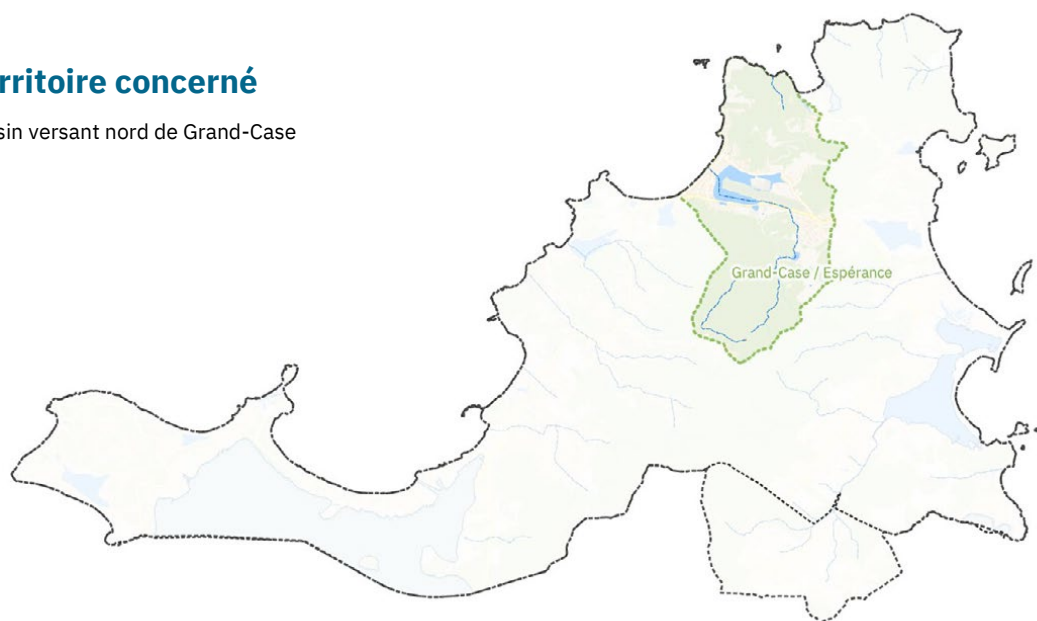 rritoire concerné
sin versant nord de Grand-Case
Grand-Case / Espérance